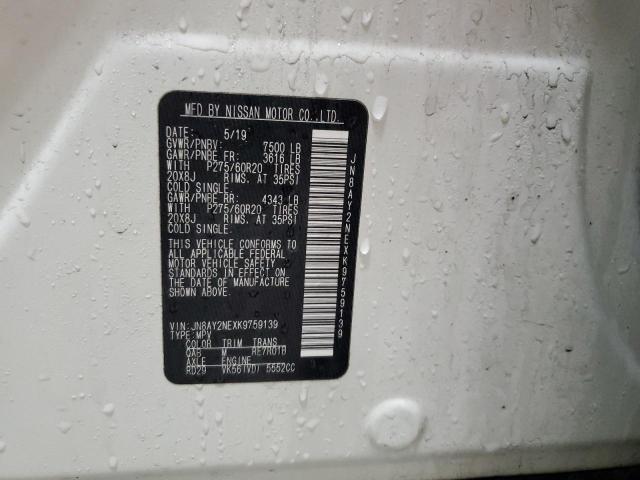 MFD BY NISSAN MOTOR CO.,LTD.
DATE: 5/19
GVWR/PNBV: 7500 LB
GAWR/PNBE FR: 3616 LB
WITH P275/60R20 TIRES
20X8J RIMS, AT 35PSI
COLD SINGLE.
GAWR/PNBE RR: 4343 LB
WITH P275/60R20 TIRES
20X8J RIMS, AT 35PSI
COLD SINGLE.
THIS VEHICLE CONFORMS TO
ALL APPLICABLE FEDERAL
MOTOR VEHICLE SAFETY
STANDARDS IN EFFECT ON
THE DATE OF MANUFACTURE
SHOWN ABOVE.
VIN: JN8AY2NEXK9759139
TYPE: MPV
COLOR TRIM TRANS
QAB M RE7R01B
AXLE ENGINE
RD29 VK56(VD) 5552CC
JN8AY2NEXK9759139